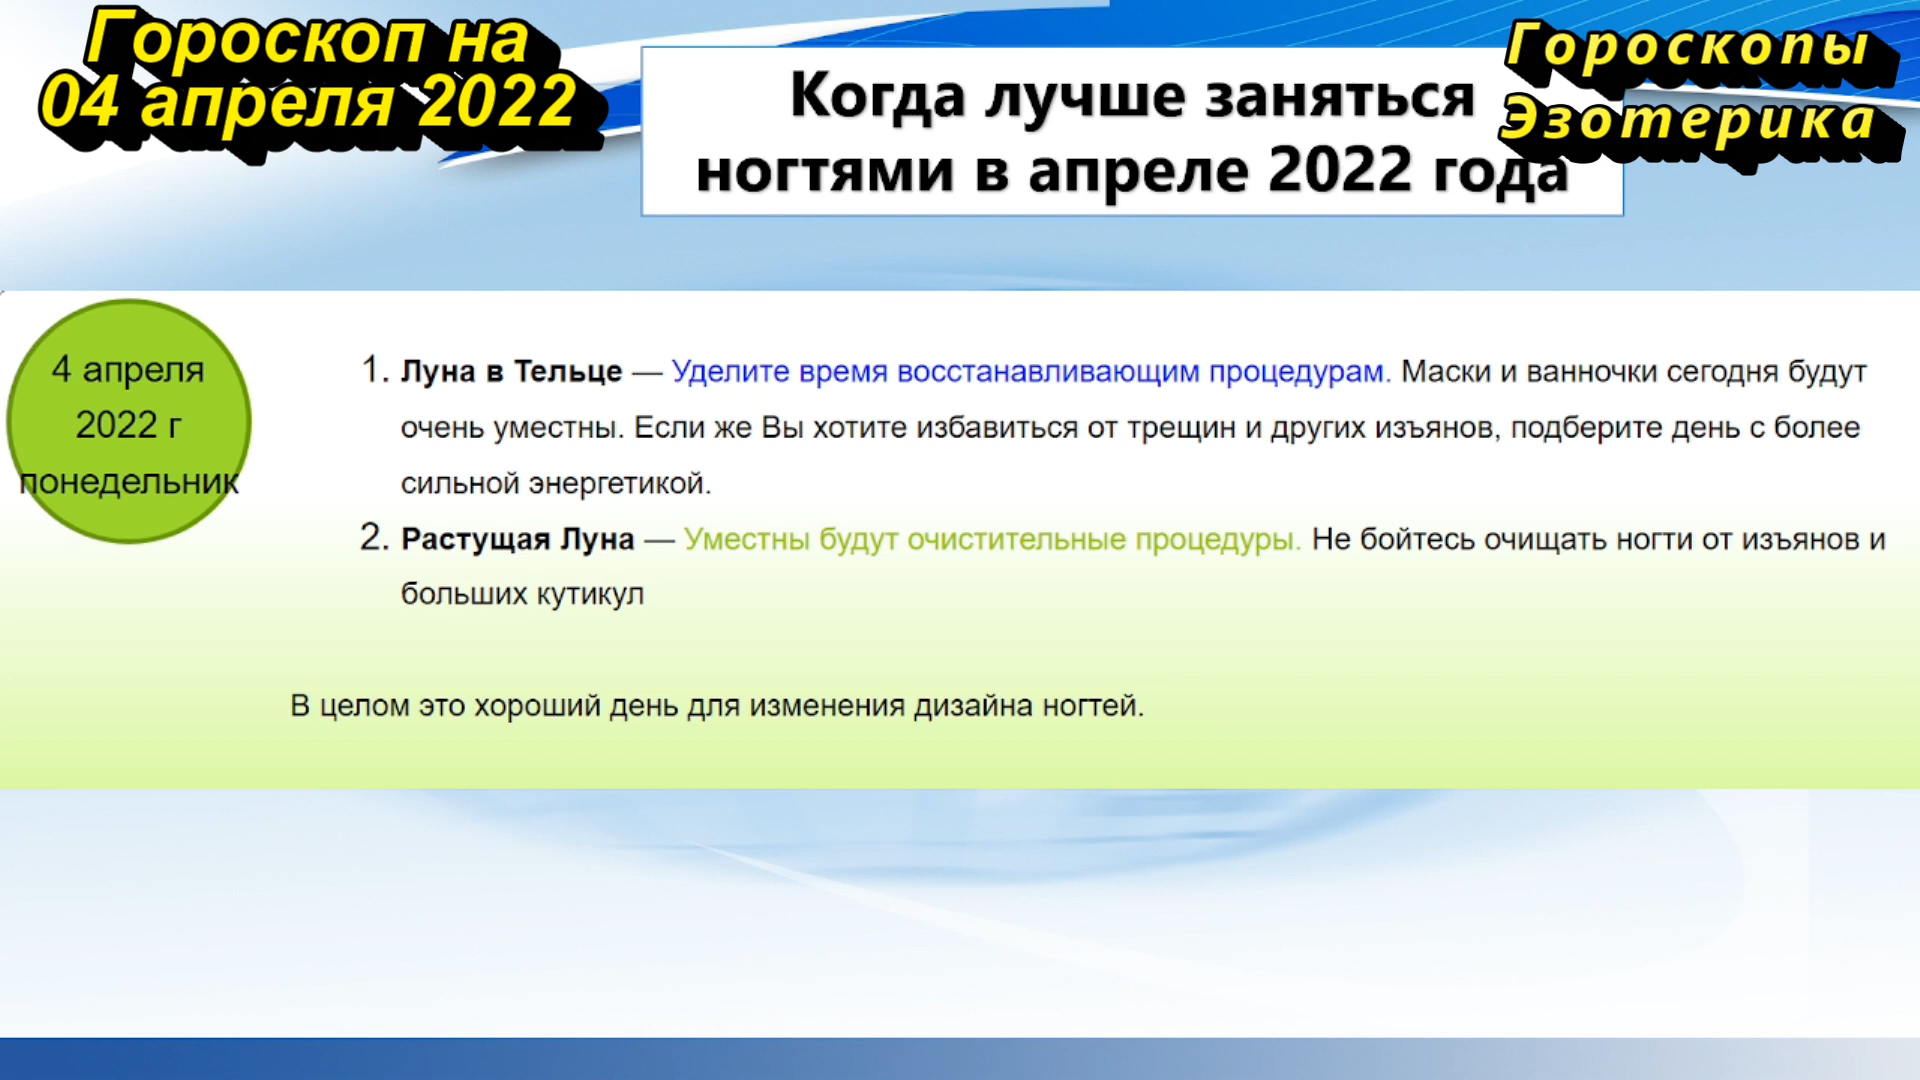 Гороскоп на
04 апреля 2022
Когда лучше заняться
ногтями в апреле 2022 года
Гороскопы
Эзотерика
4 апреля
2022 г
понедельник
1. Луна в Тельце — Уделите время восстанавливающим процедурам. Маски и ванночки сегодня будут
очень уместны. Если же Вы хотите избавиться от трещин и других изъянов, подберите день с более
сильной энергетикой.
2. Растущая Луна — Уместны будут очистительные процедуры. Не бойтесь очищать ногти от изъянов и
больших кутикул
В целом это хороший день для изменения дизайна ногтей.